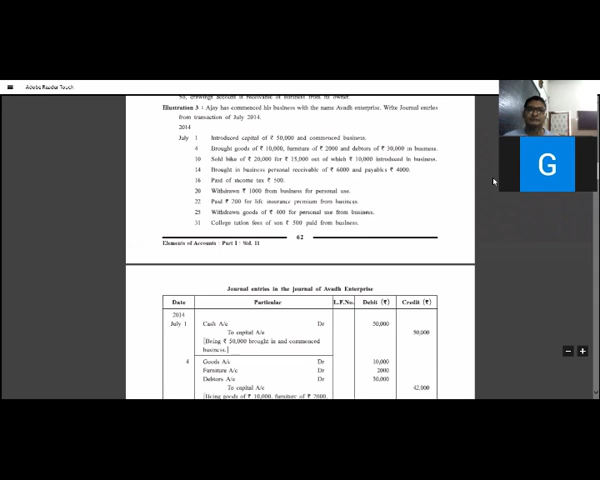 Adobe Reader Touch
So, drawings account is receivable of business from its owner.
Illustration 3 : Ajay has commenced his business with the name Avadh enterprise. Write Journal entries
from transaction of July 2014.
2014
July 1 Introduced capital of ₹ 50,000 and commenced business.
4 Brought goods of ₹ 10,000, furniture of ₹ 2000 and debtors of ₹ 30,000 in business.
10 Sold bike of ₹ 20,000 for ₹ 15,000 out of which ₹ 10,000 introduced in business.
14 Brought in business personal receivable of ₹ 6000 and payables ₹ 4000.
16 Paid of income tax ₹ 500.
20 Withdrawn ₹ 1000 from business for personal use.
22 Paid ₹ 700 for life insurance premium from business.
25 Withdrawn goods of ₹ 400 for personal use from business.
31 College tution fees of son ₹ 500 paid from business.
62
Elements of Accounts : Part I : Std. 11
Journal entries in the journal of Avadh Enterprise
Date Particular L.F.No. Debit (₹) Credit (₹)
2014
July 1 Cash A/c Dr 50,000
To capital A/c 50,000
[Being ₹ 50,000 brought in and commenced
business.]
4 Goods A/c Dr 10,000
Furniture A/c Dr 2000
Debtors A/c Dr 30,000
To capital A/c 42,000
[Being goods of ₹ 10,000, furniture of ₹ 2000,
G